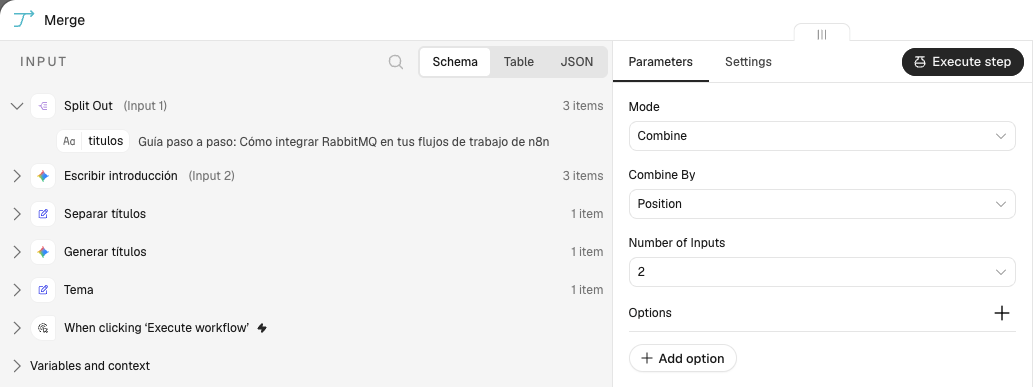 Merge
INPUT
Schema Table JSON
Parameters Settings Execute step
Split Out (Input 1) 3 items
Aa titulos Guía paso a paso: Cómo integrar RabbitMQ en tus flujos de trabajo de n8n
Escribir introducción (Input 2) 3 items
Separar títulos 1 item
Generar títulos 1 item
Tema 1 item
When clicking ‘Execute workflow’
Variables and context
Mode
Combine
Combine By
Position
Number of Inputs
2
Options
Add option